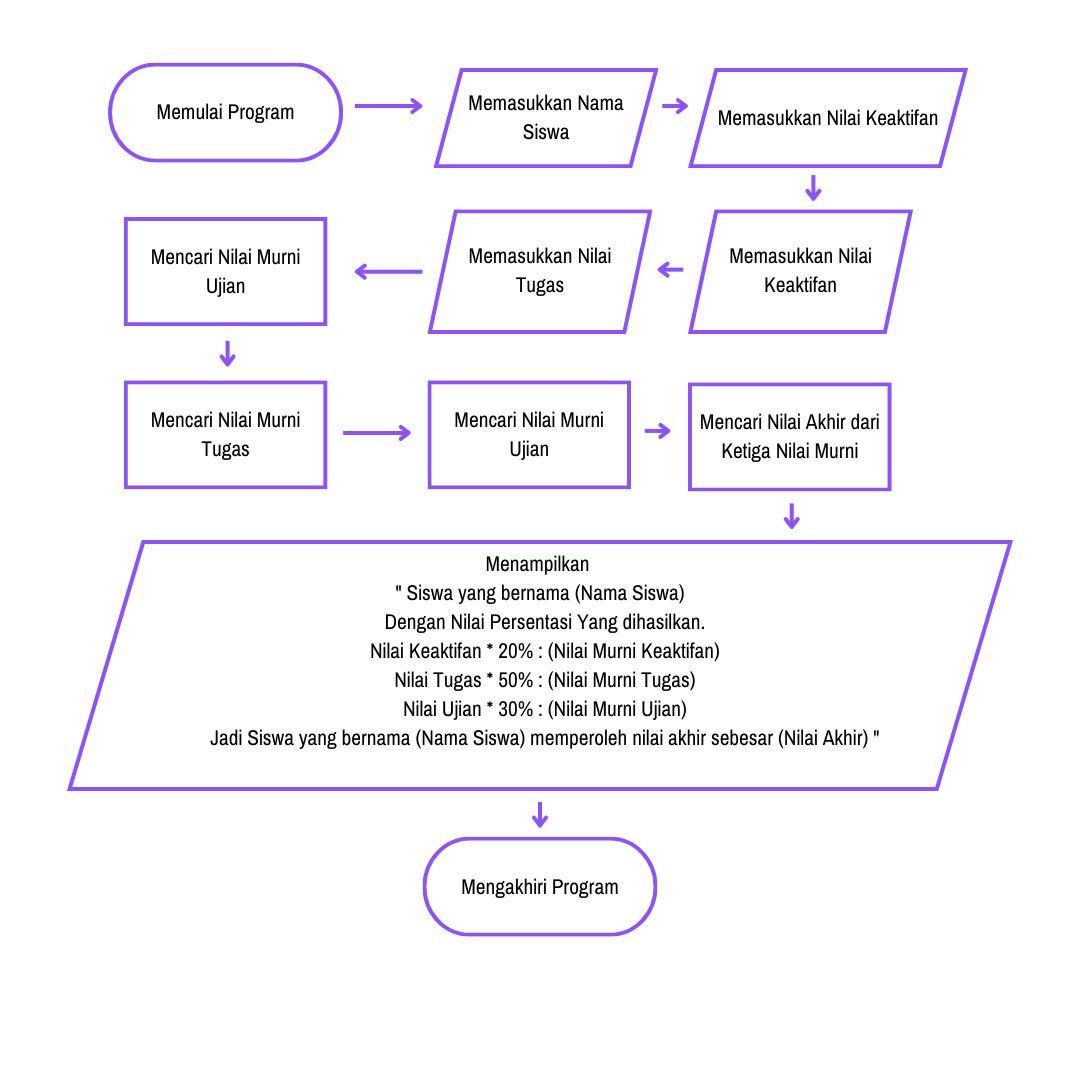 Memulai Program
Memasukkan Nama
Siswa
Memasukkan Nilai Keaktifan
Memasukkan Nilai
Keaktifan
Memasukkan Nilai
Tugas
Mencari Nilai Murni
Ujian
Mencari Nilai Murni
Tugas
Mencari Nilai Murni
Ujian
Mencari Nilai Akhir dari
Ketiga Nilai Murni
Menampilkan
" Siswa yang bernama (Nama Siswa)
Dengan Nilai Persentasi Yang dihasilkan.
Nilai Keaktifan * 20% : (Nilai Murni Keaktifan)
Nilai Tugas * 50% : (Nilai Murni Tugas)
Nilai Ujian * 30% : (Nilai Murni Ujian)
Jadi Siswa yang bernama (Nama Siswa) memperoleh nilai akhir sebesar (Nilai Akhir) "
Mengakhiri Program